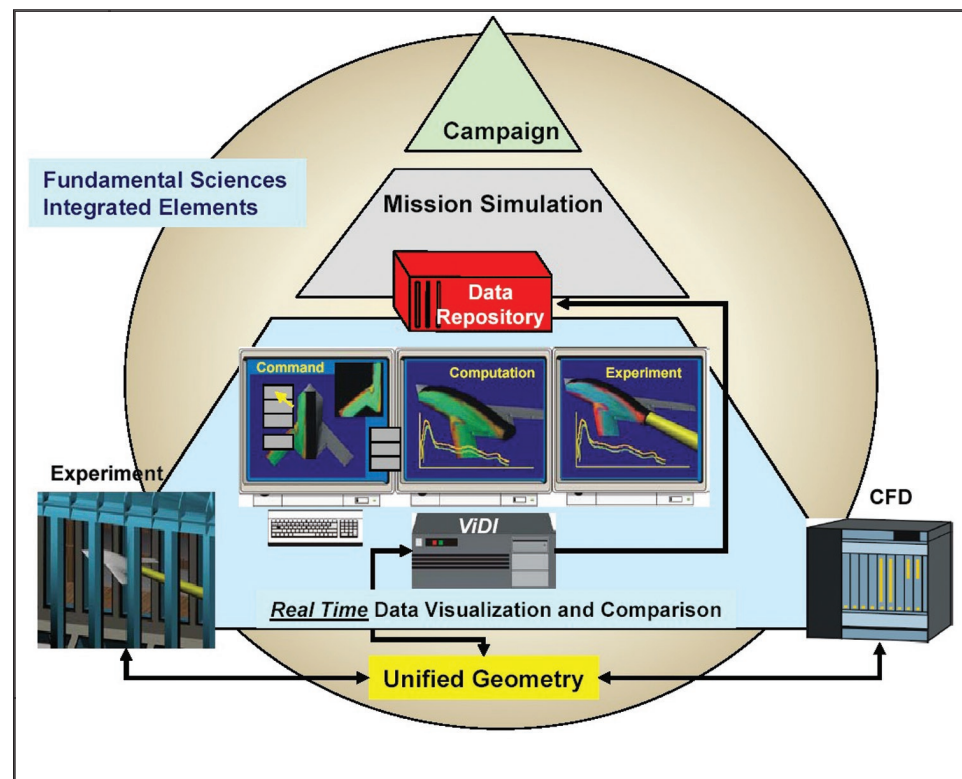 Campaign
Fundamental Sciences
Integrated Elements
Mission Simulation
Data
Repository
Command
Computation
Experiment
Experiment
CFD
ViDI
Real Time Data Visualization and Comparison
Unified Geometry